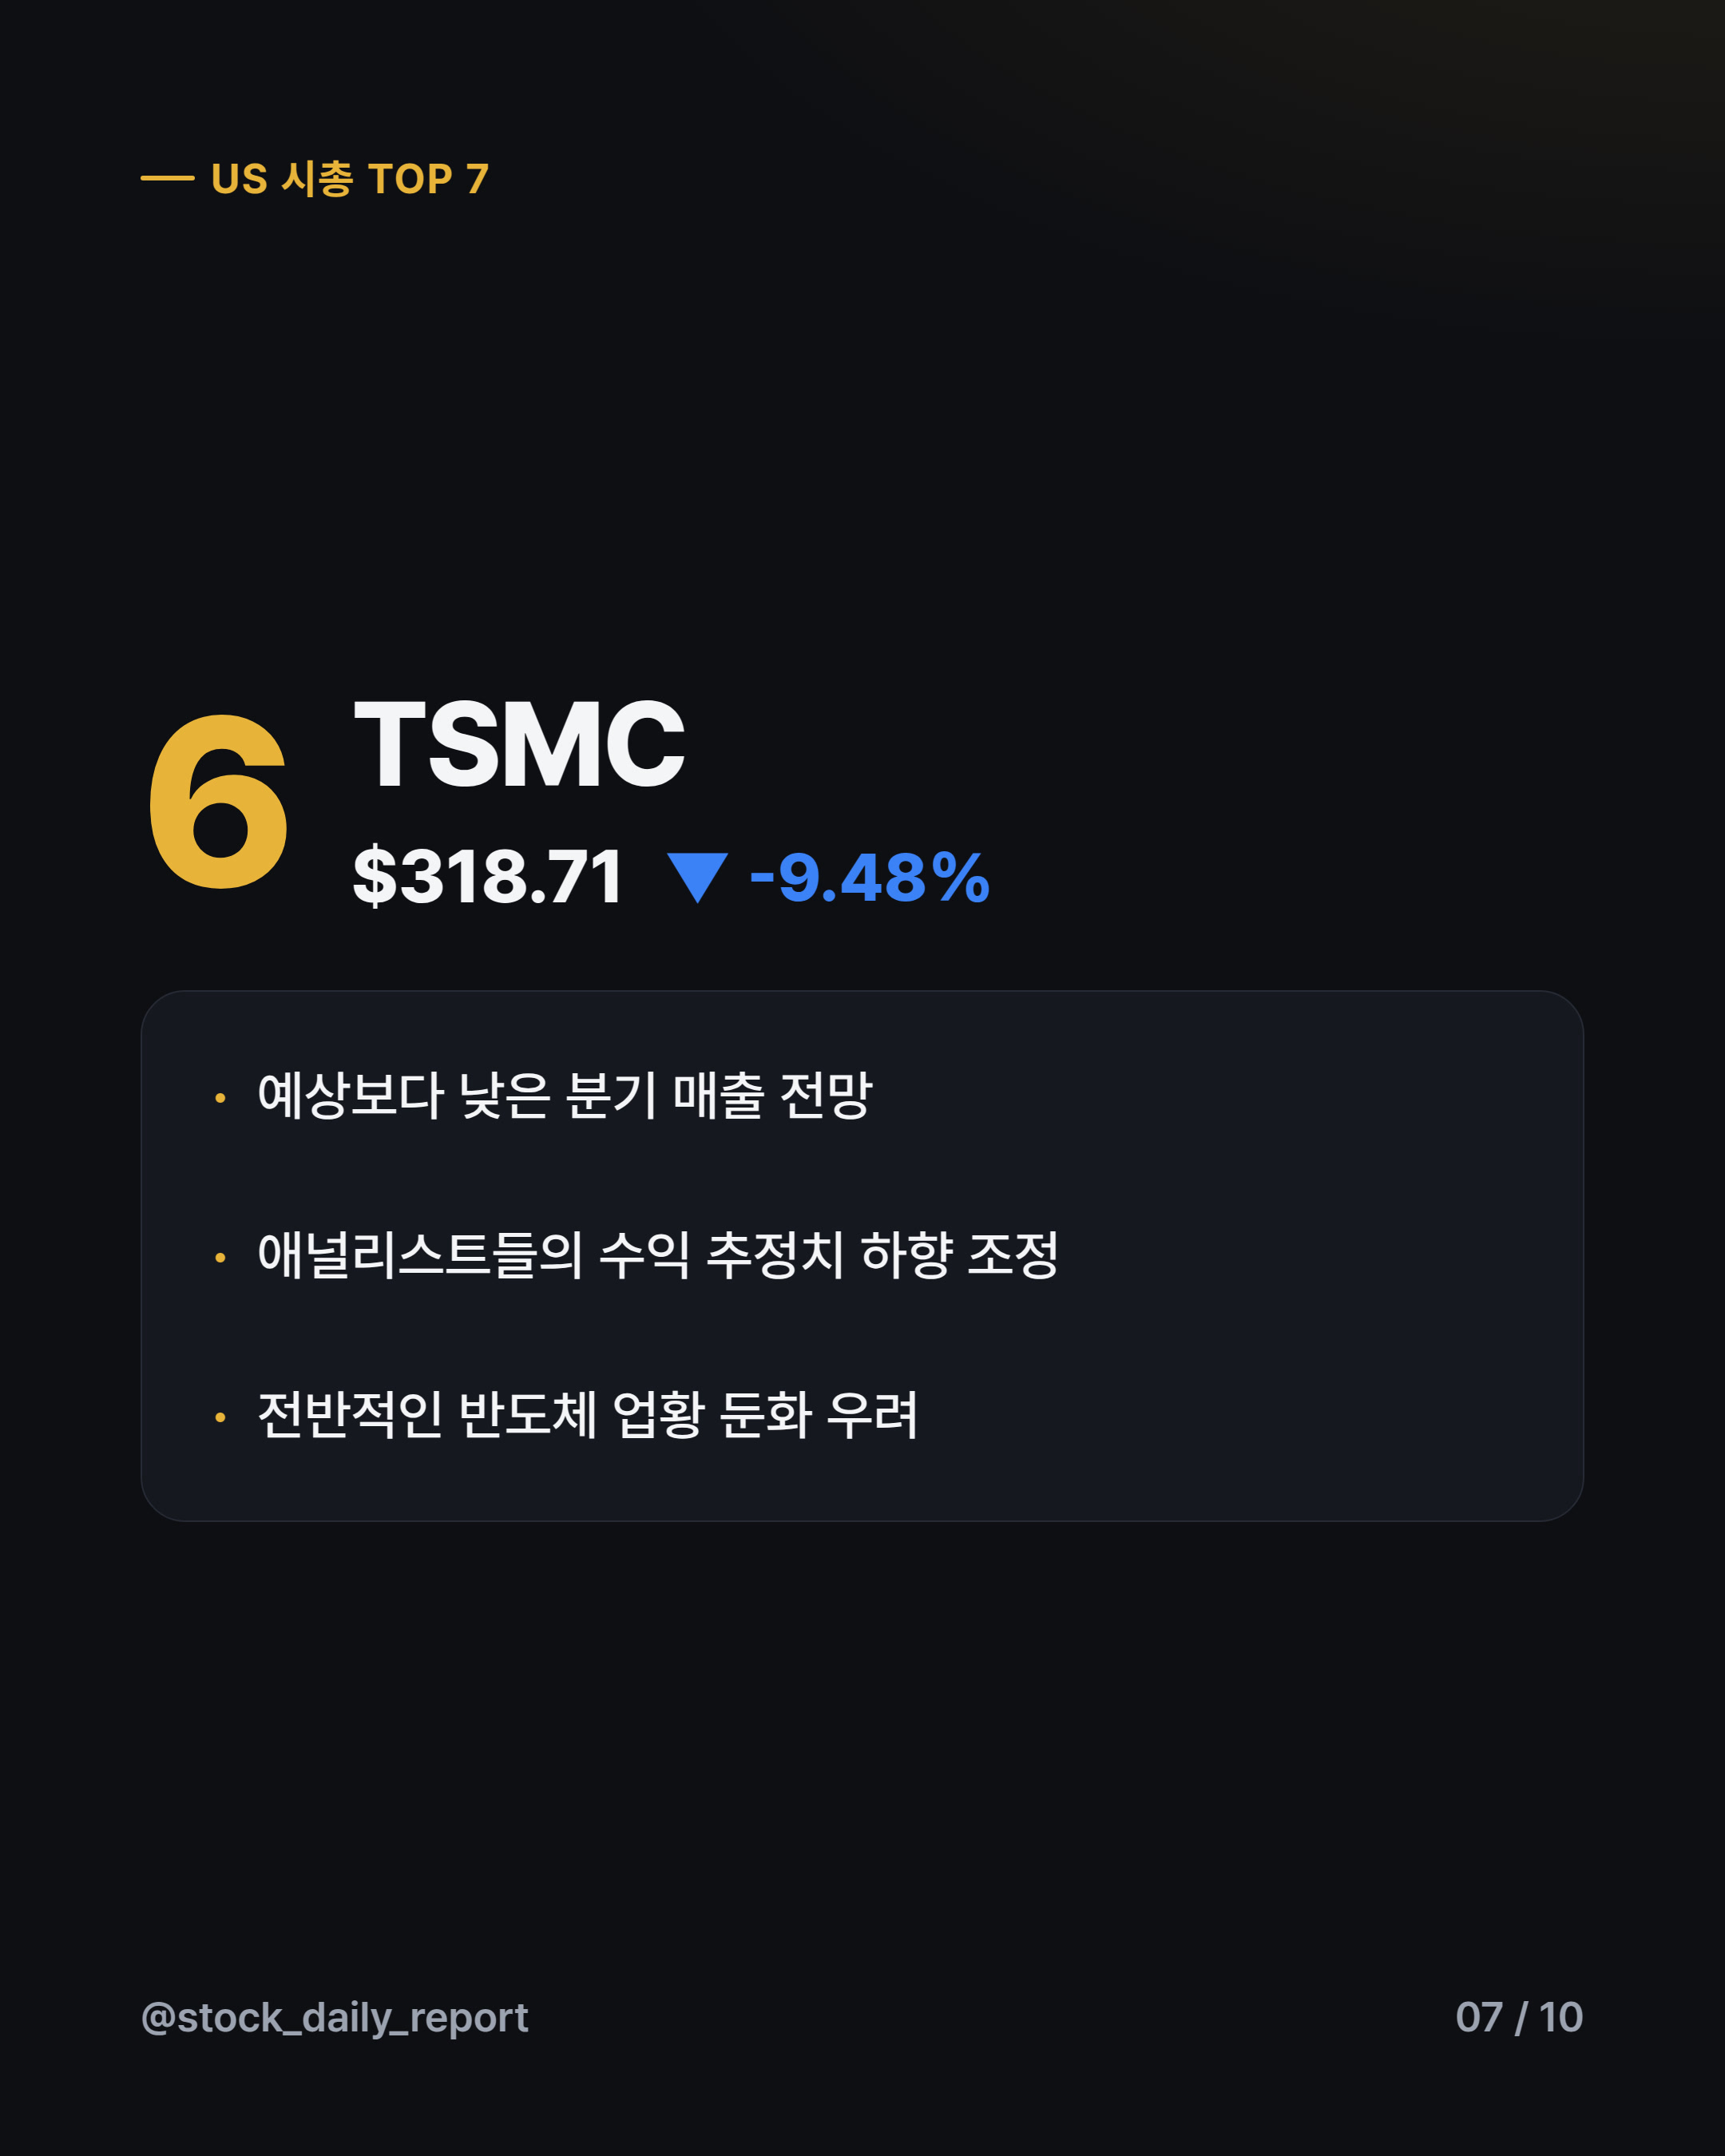 US 시총 TOP 7
6
TSMC
$318.71 ▼ -9.48%
• 예상보다 낮은 분기 매출 전망
• 애널리스트들의 수익 추정치 하향 조정
• 전반적인 반도체 업황 둔화 우려
@stock_daily_report
07 / 10